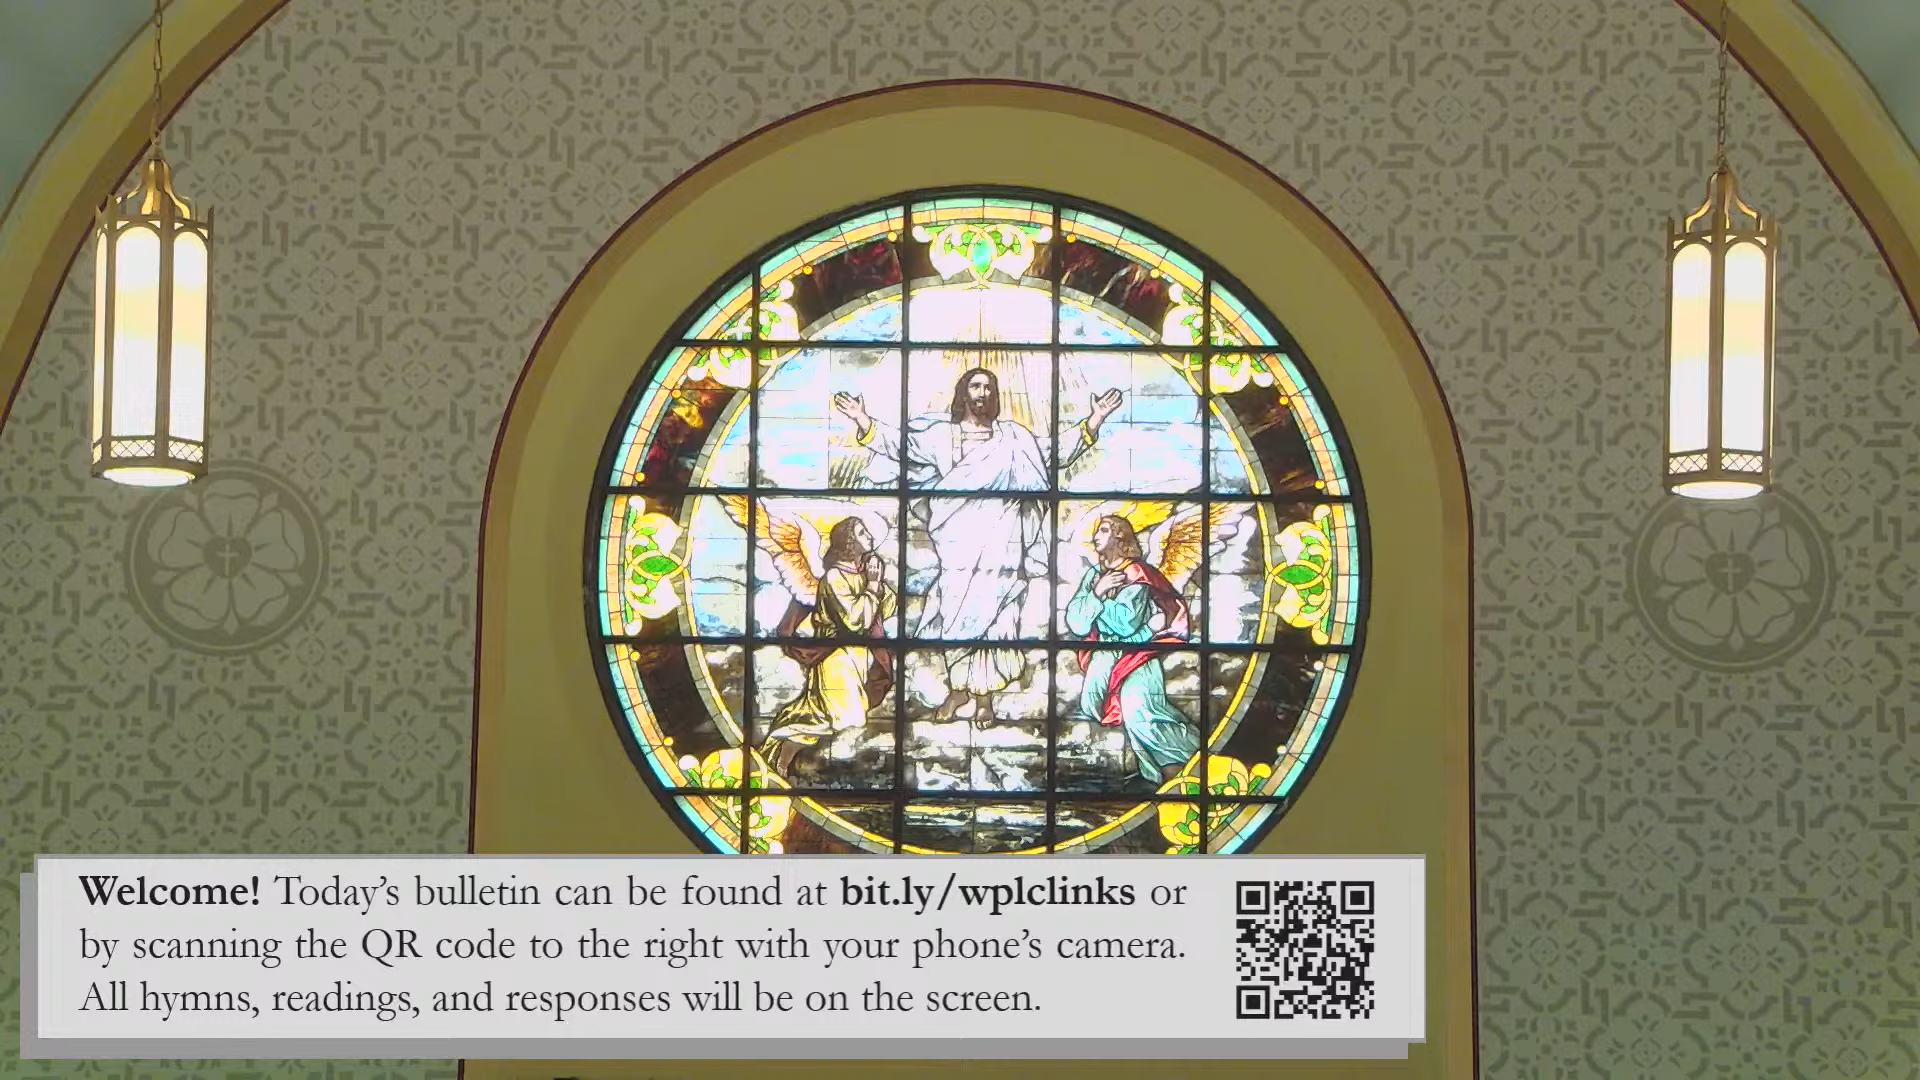 Welcome! Today's bulletin can be found at bit.ly/wplclinks or
by scanning the QR code to the right with your phone's camera.
All hymns, readings, and responses will be on the screen.